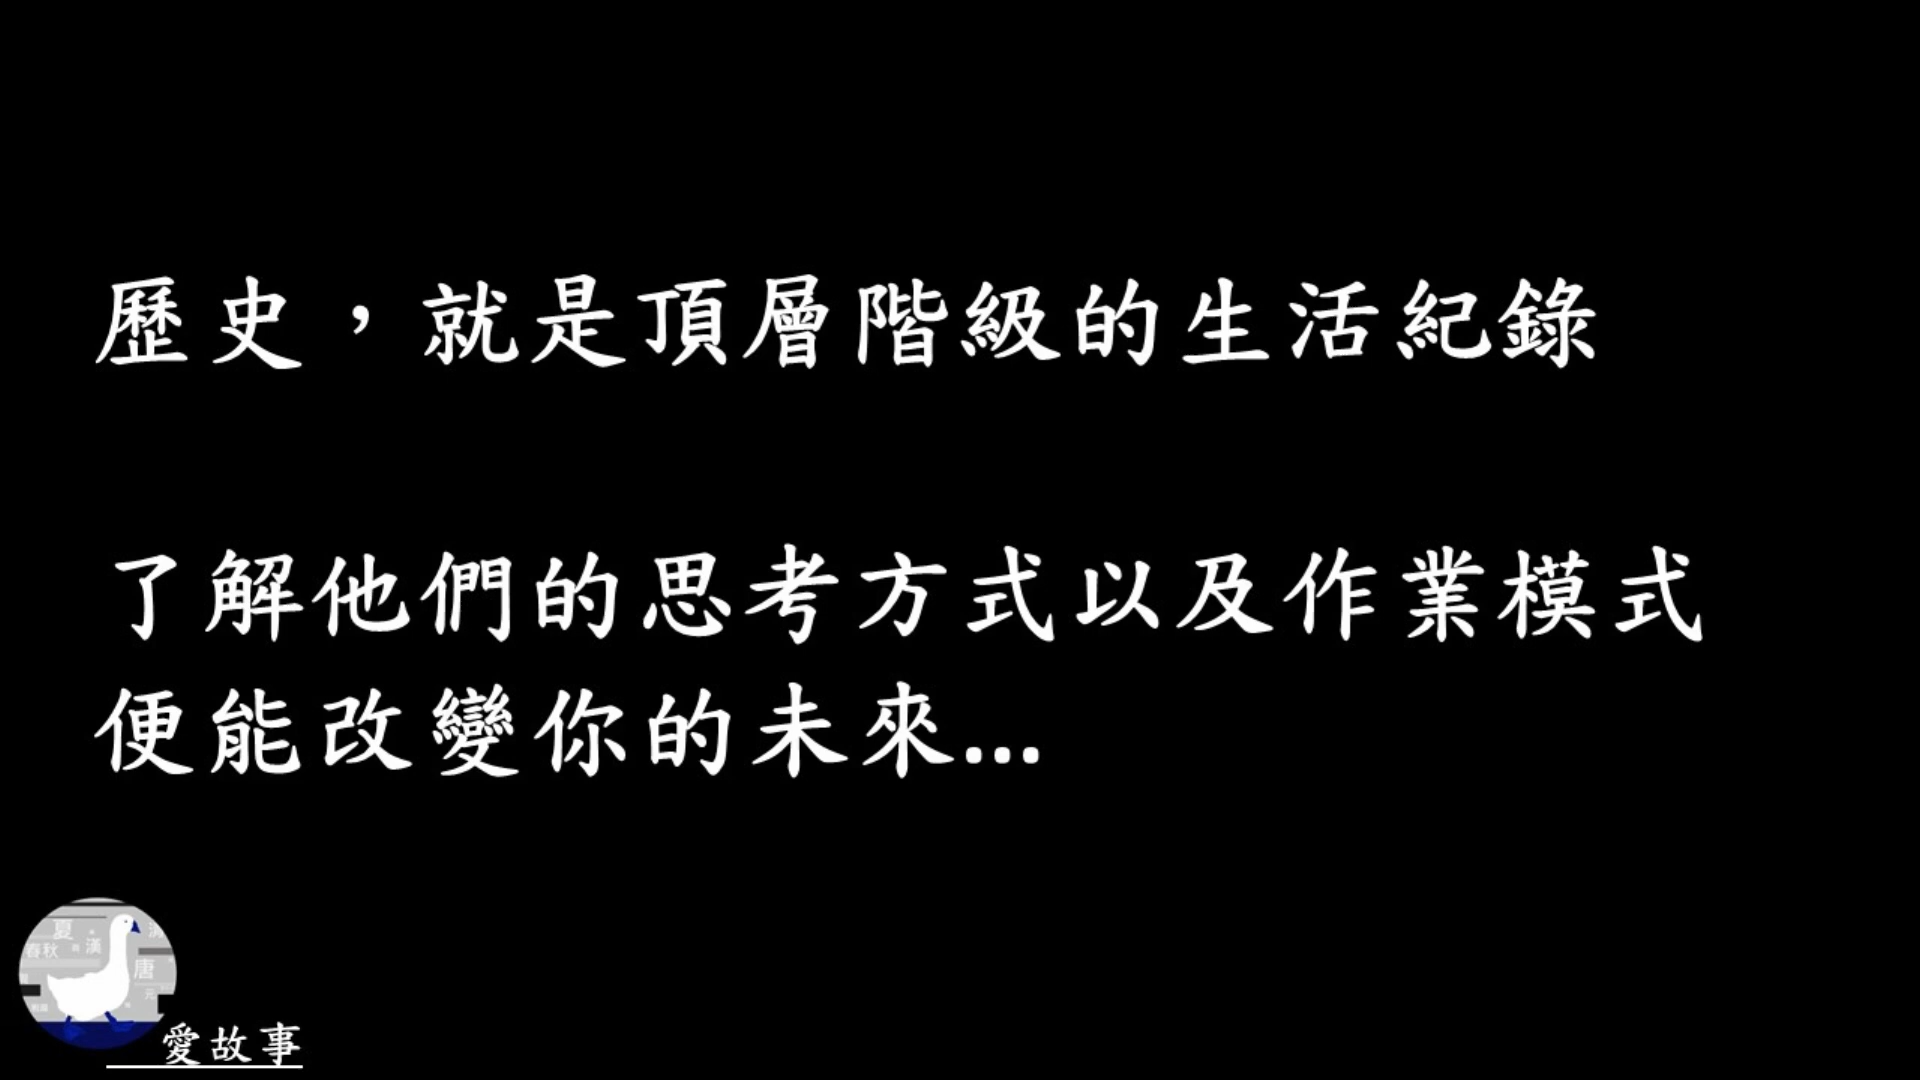 歷史，就是頂層階級的生活紀錄
了解他們的思考方式以及作業模式
便能改變你的未來...
夏
春秋
漢
唐
元
愛故事